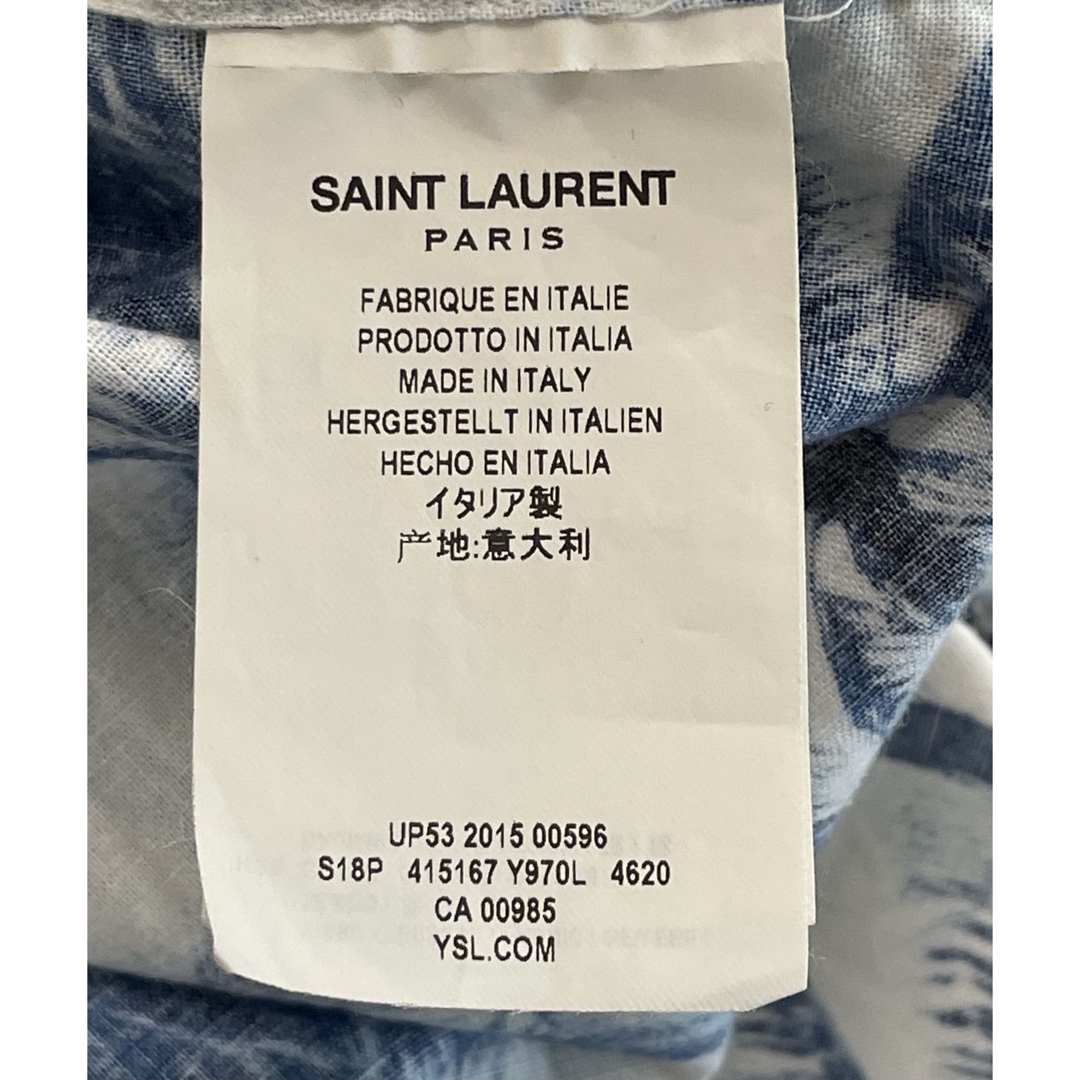 SAINT LAURENT
PARIS
FABRIQUE EN ITALIE
PRODOTTO IN ITALIA
MADE IN ITALY
HERGESTELLT IN ITALIEN
HECHO EN ITALIA
イタリア製
产地:意大利
UP53 2015 00596
S18P 415167 Y970L 4620
CA 00985
YSL.COM